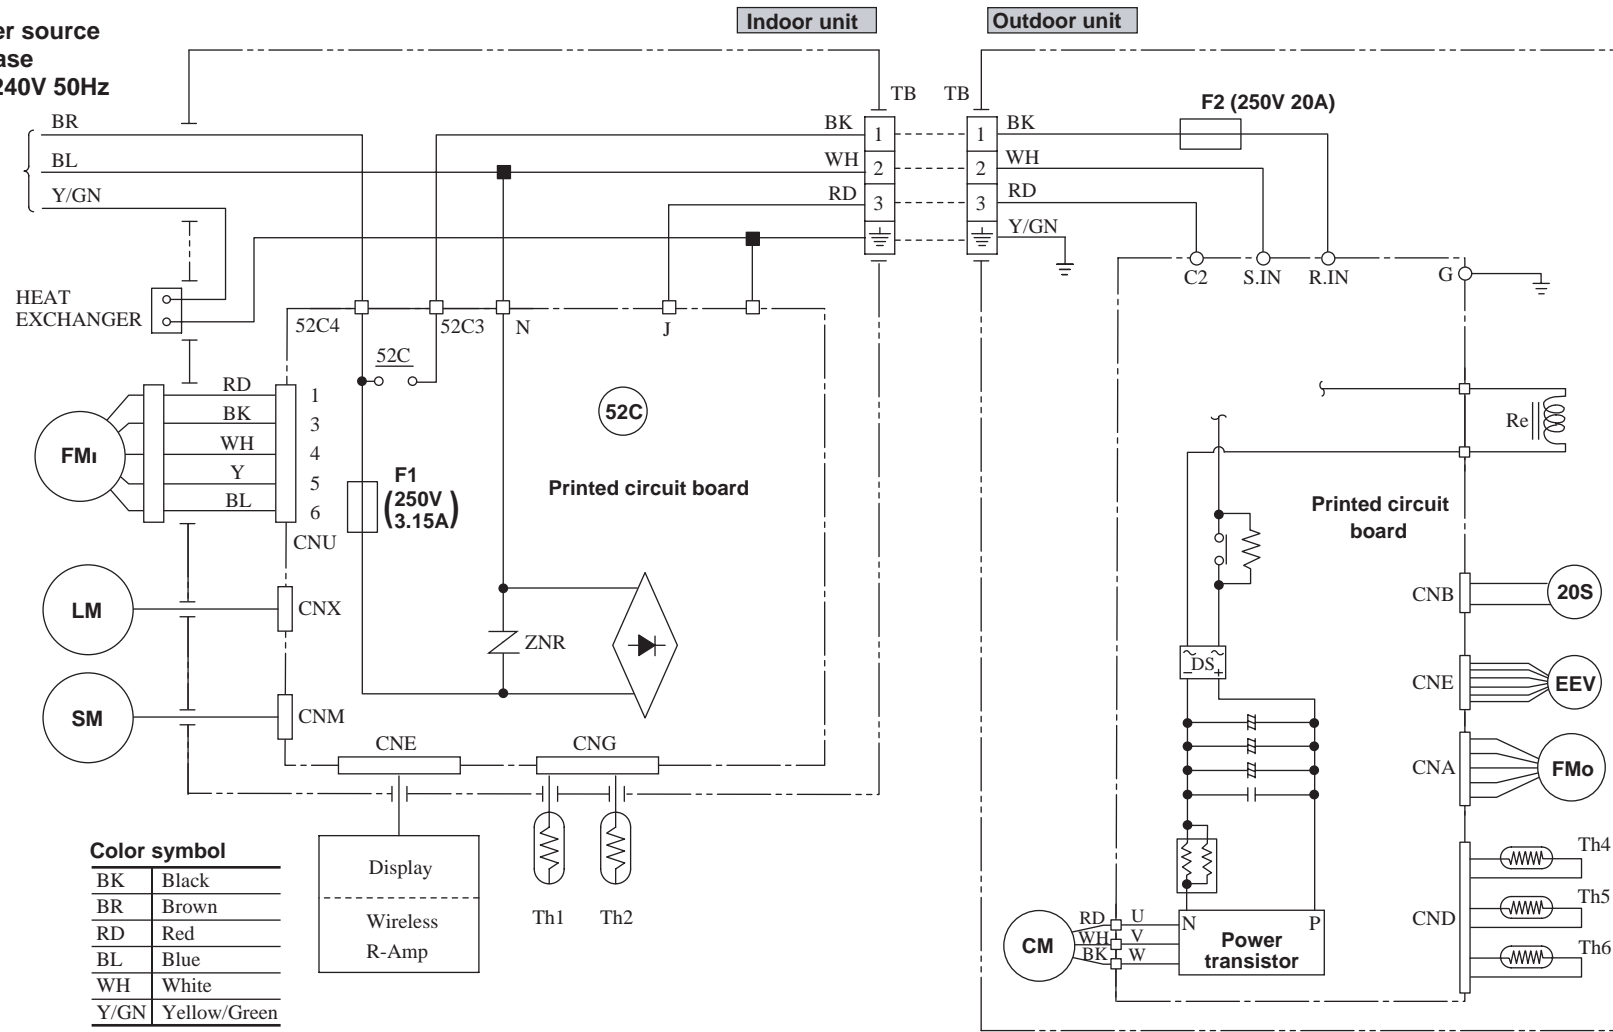 Indoor unit
Outdoor unit
er source
ase
240V 50Hz
BR
BL
Y/GN
TB
TB
BK
WH
RD
1
2
3
1
2
3
BK
WH
RD
Y/GN
F2 (250V 20A)
C2
S.IN
R.IN
G
HEAT
EXCHANGER
52C4
52C3
N
J
52C
52C
RD
BK
WH
Y
BL
1
3
4
5
6
CNU
FMI
F1
(250V
3.15A)
Printed circuit board
Re
Printed circuit
board
LM
CNX
ZNR
SM
CNM
CNE
CNG
DS
~ ~
− +
CNB
20S
CNE
EEV
CNA
FMo
CND
Th4
Th5
Th6
Display
Wireless
R-Amp
Th1
Th2
CM
RD
WH
BK
U
V
W
N
P
Power
transistor
Color symbol
BK Black
BR Brown
RD Red
BL Blue
WH White
Y/GN Yellow/Green